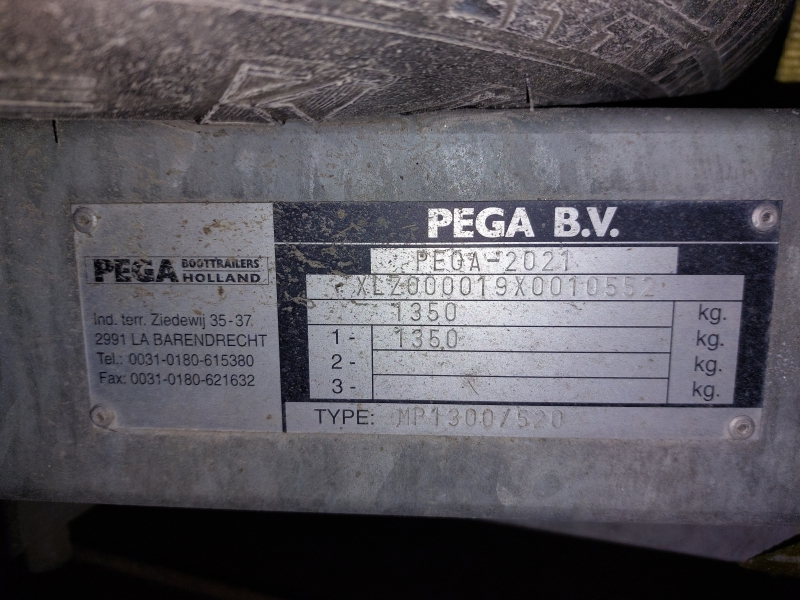 PEGA B.V.
PEGA BOOTTRAILERS HOLLAND
Ind. terr. Ziedewij 35-37
2991 LA BARENDRECHT
Tel.: 0031-0180-615380
Fax: 0031-0180-621632
PEGA-2021
XLZ000019X0010552
1350 kg.
1- 1350 kg.
2- kg.
3- kg.
TYPE: MP1300/520